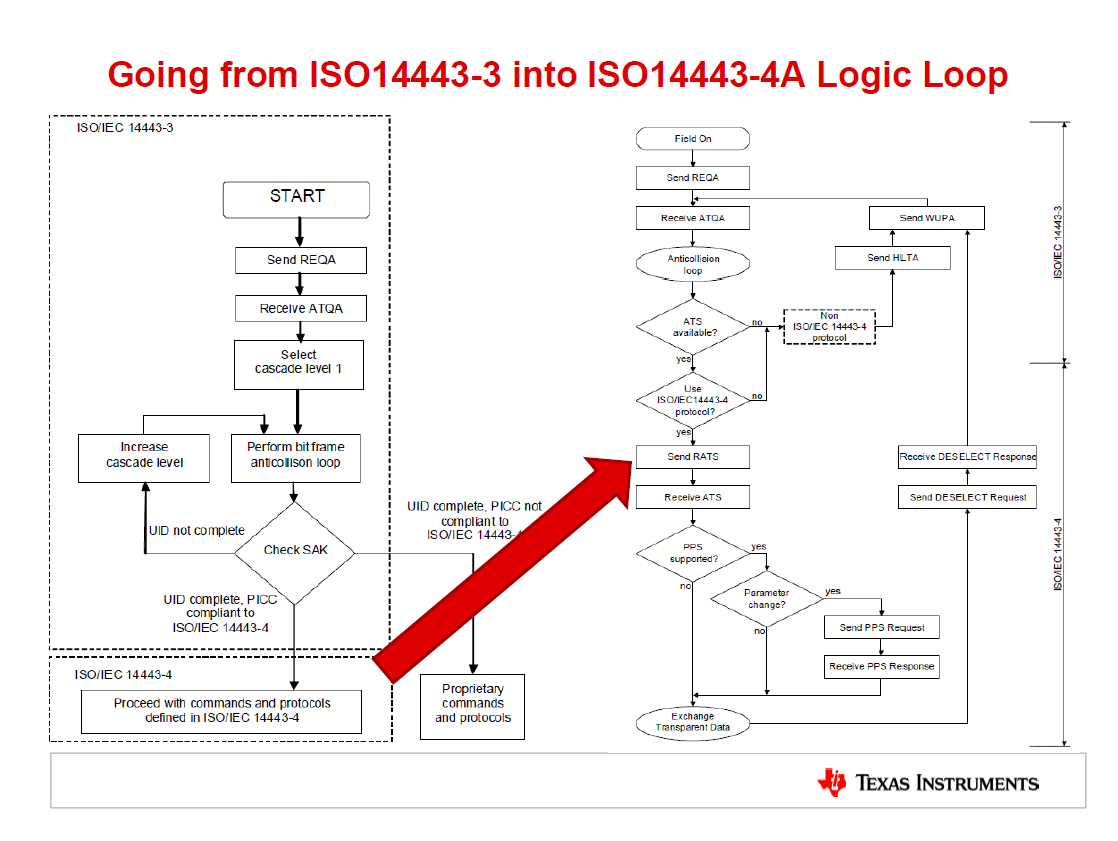 Going from ISO14443-3 into ISO14443-4A Logic Loop
ISO/IEC 14443-3
START
Send REQA
Receive ATQA
Select
cascade level 1
Increase
cascade level
Perform bit frame
anticollison loop
UID not complete
Check SAK
UID complete, PICC not
compliant to
ISO/IEC 14443-4
UID complete, PICC
compliant to
ISO/IEC 14443-4
ISO/IEC 14443-4
Proceed with commands and protocols
defined in ISO/IEC 14443-4
Proprietary
commands
and protocols
Field On
Send REQA
Receive ATQA
Send WUPA
Anticollision
loop
Send HLTA
ATS
available?
no
Non
ISO/IEC 14443-4
protocol
yes
Use
ISO/IEC14443-4
protocol?
no
yes
Send RATS
Receive DESELECT Response
Receive ATS
Send DESELECT Request
PPS
supported?
yes
no
Parameter
change?
yes
no
Send PPS Request
Receive PPS Response
Exchange
Transparent Data
ISO/IEC 14443-3
ISO/IEC 14443-4
TEXAS INSTRUMENTS